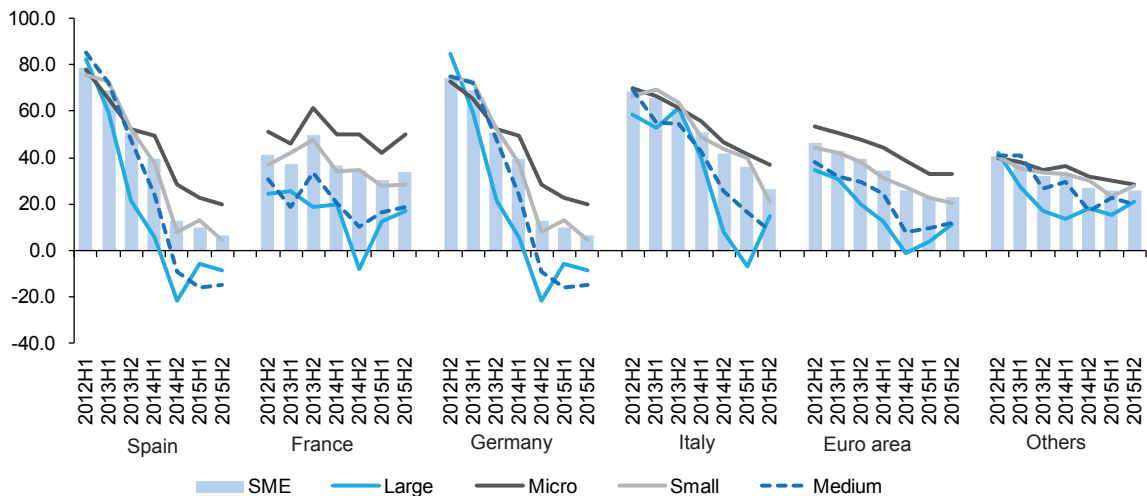 100.0
80.0
60.0
40.0
20.0
0.0
-20.0
-40.0
2012H1 2013H1 2013H2 2014H1 2014H2 2015H1 2015H2
2012H2 2013H1 2013H2 2014H1 2014H2 2015H1 2015H2
2012H2 2013H1 2013H2 2014H1 2014H2 2015H1 2015H2
2012H2 2013H1 2013H2 2014H1 2014H2 2015H1 2015H2
2012H2 2013H1 2013H2 2014H1 2014H2 2015H1 2015H2
2012H2 2013H1 2013H2 2014H1 2014H2 2015H1 2015H2
Spain France Germany Italy Euro area Others
SME Large Micro Small Medium